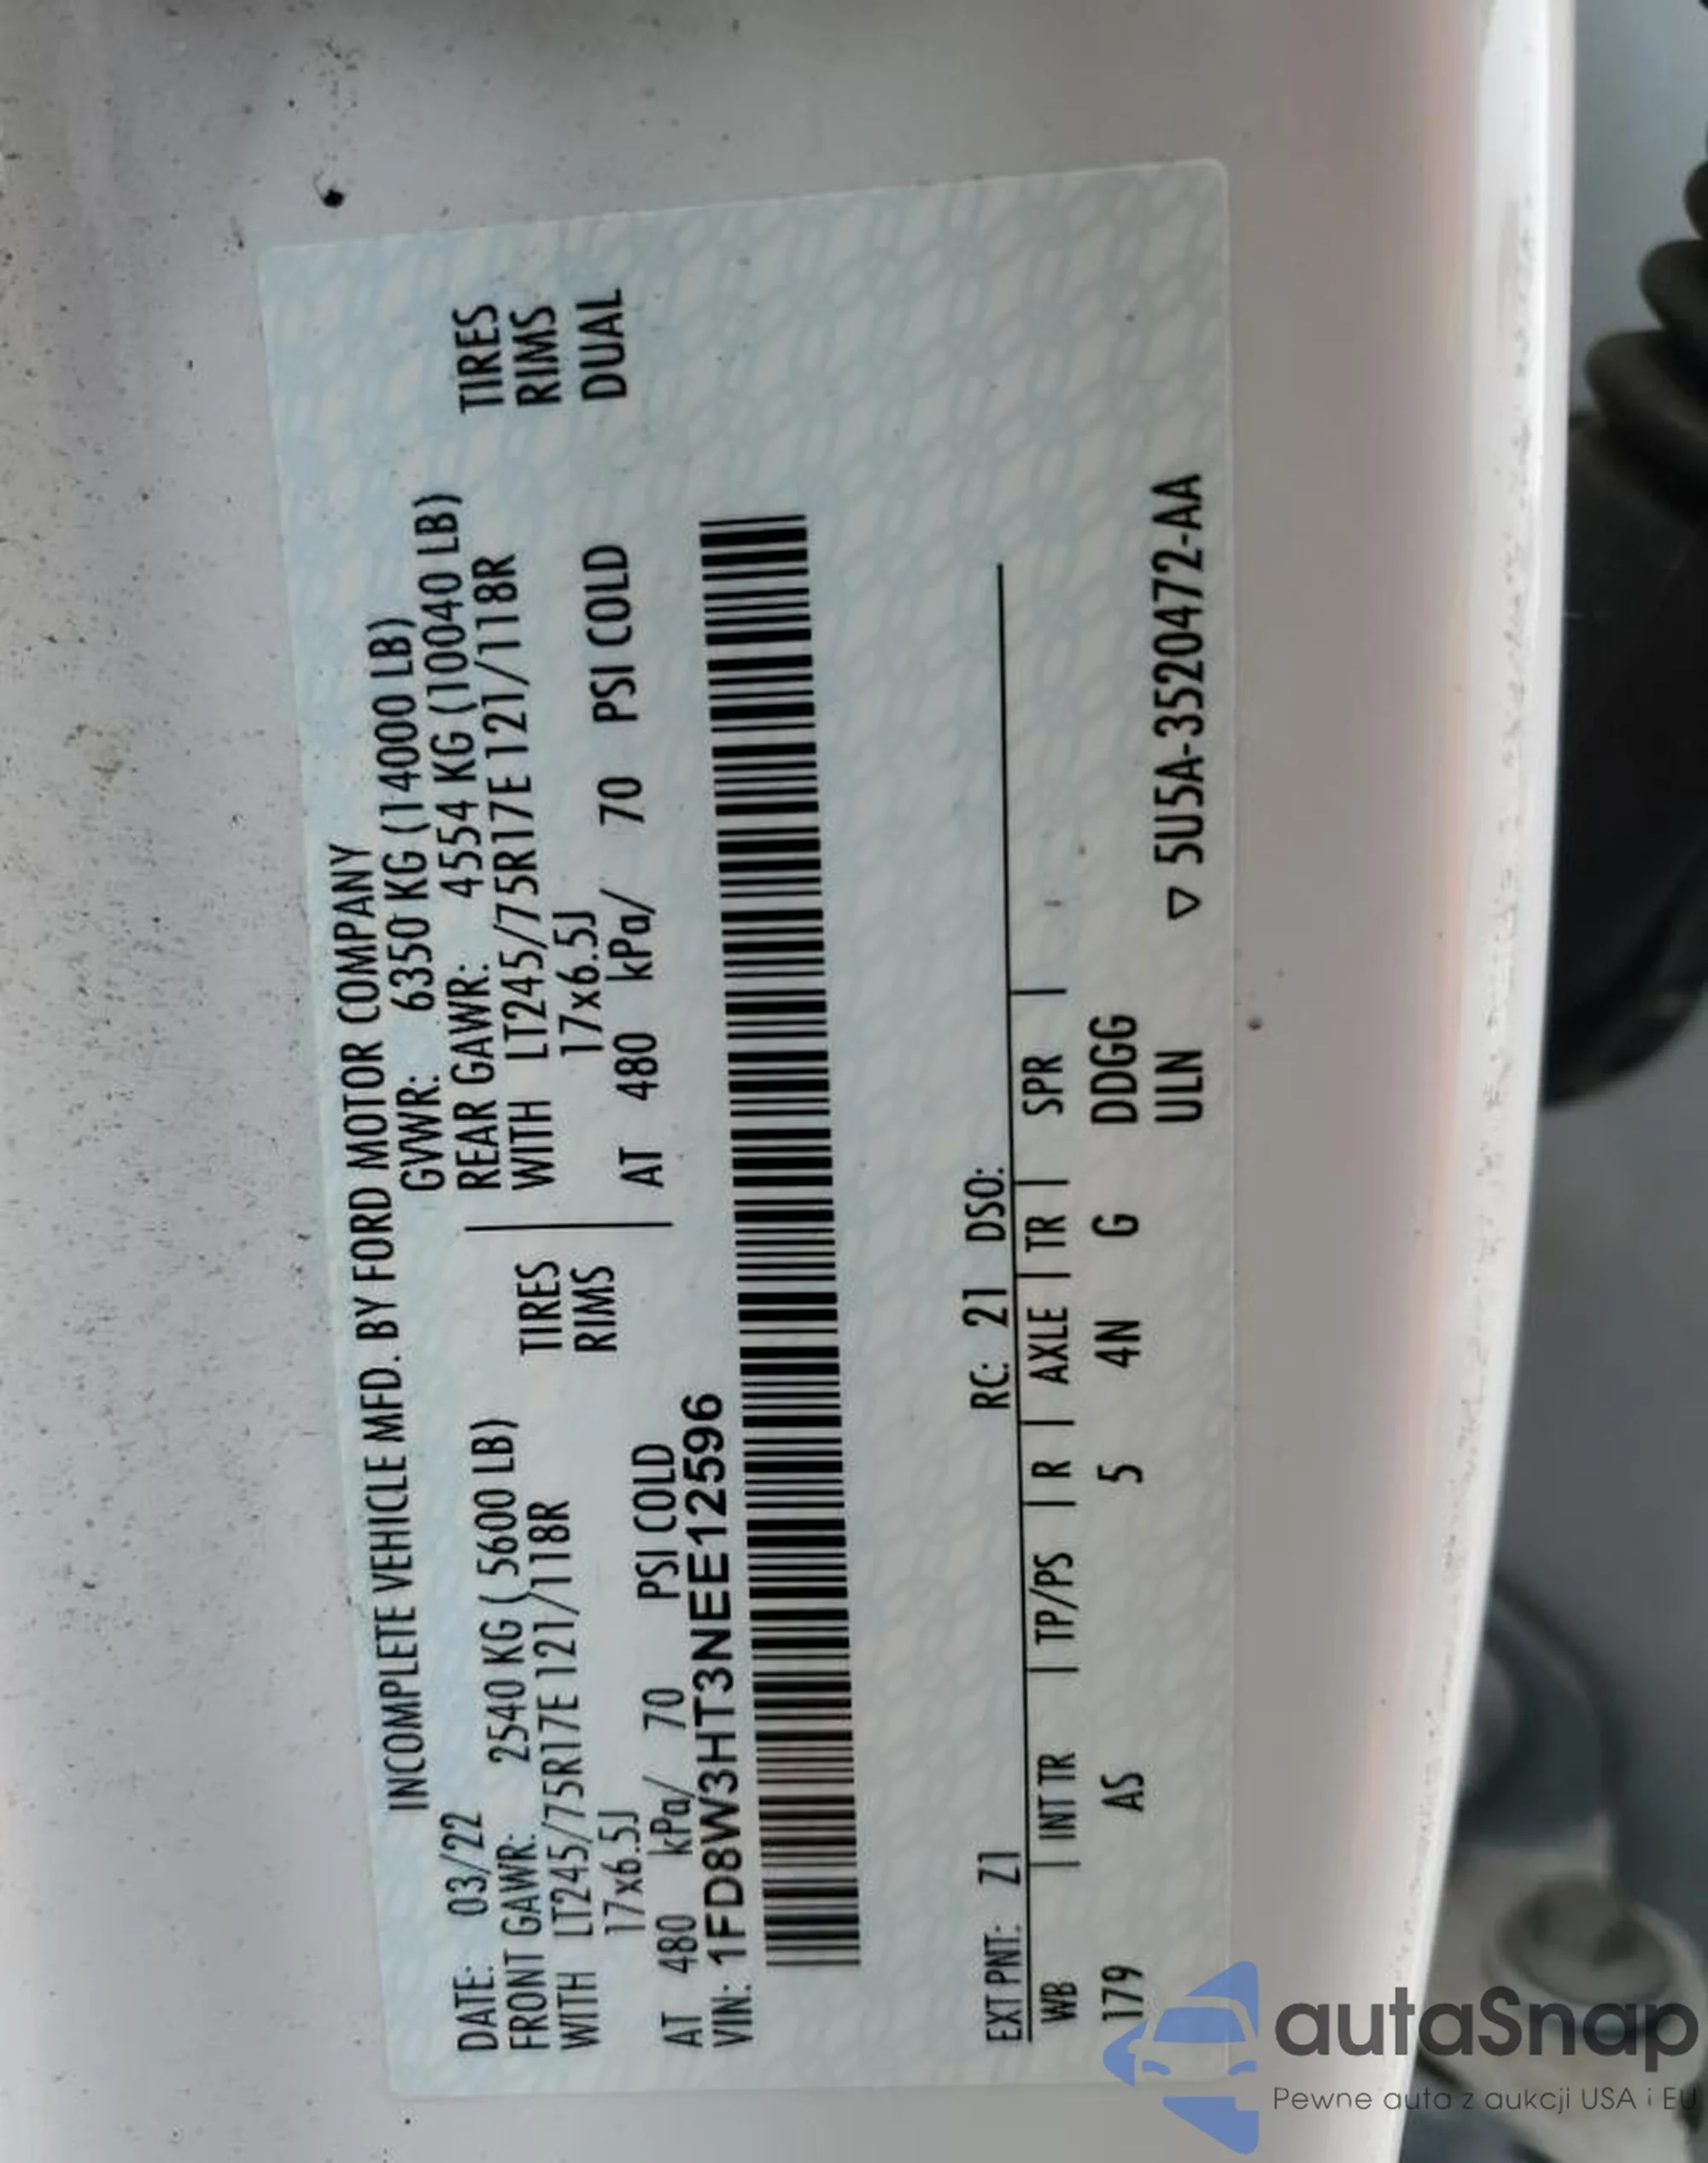 INCOMPLETE VEHICLE MFD. BY FORD MOTOR COMPANY
DATE: 03/22 GVWR: 6350 KG (14000 LB)
FRONT GAWR: 2540 KG ( 5600 LB) REAR GAWR: 4554 KG (10040 LB)
WITH LT245/75R17E 121/118R TIRES WITH LT245/75R17E 121/118R TIRES
17x6.5J RIMS 17x6.5J RIMS
AT 480 kPa/ 70 PSI COLD AT 480 kPa/ 70 PSI COLD DUAL
VIN: 1FD8W3HT3NEE12596
EXT PNT: Z1 RC: 21 DSO:
WB | INT TR | TP/PS | R | AXLE | TR | SPR |
179 AS 5 4N G DDGG
ULN ▽ 5U5A-3520472-AA
autaSnap
Pewne auta z aukcji USA i EU